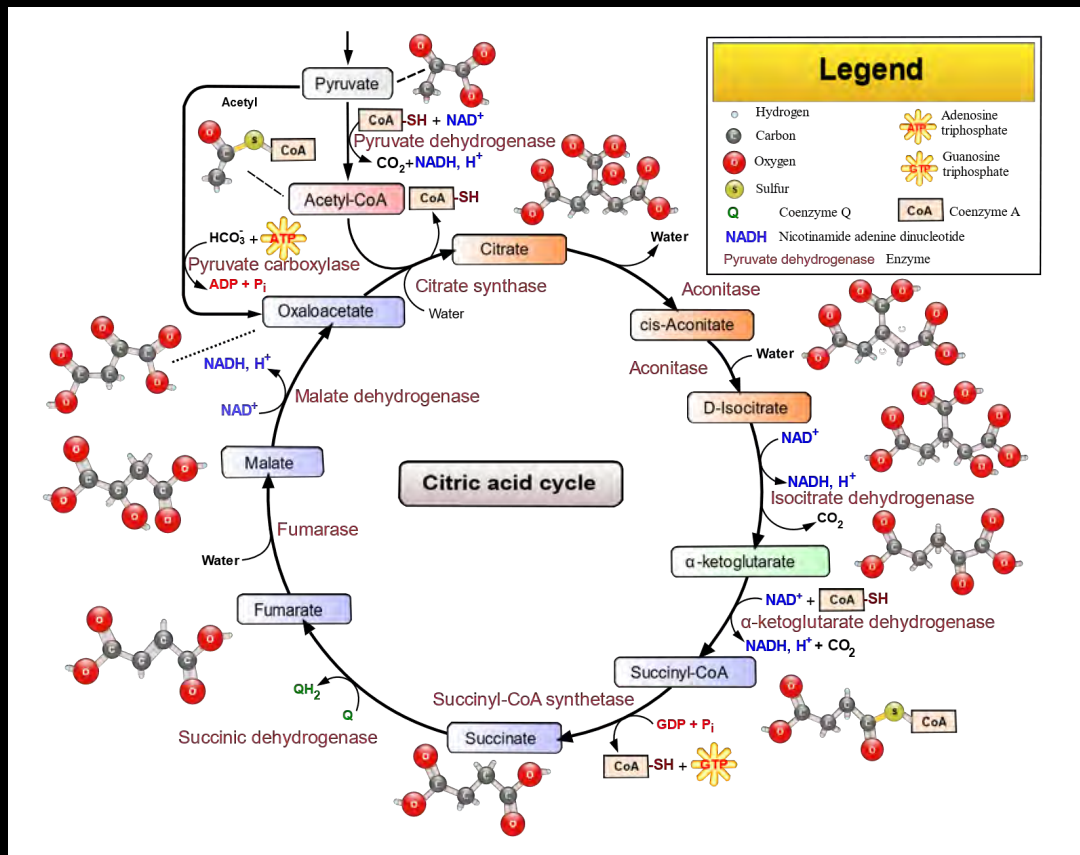 Legend
Hydrogen
Carbon
Oxygen
S Sulfur
Q Coenzyme Q
NADH Nicotinamide adenine dinucleotide
Pyruvate dehydrogenase Enzyme
ATP Adenosine triphosphate
GTP Guanosine triphosphate
CoA Coenzyme A
Pyruvate
Acetyl
S CoA
CoA-SH + NAD⁺
Pyruvate dehydrogenase
CO₂+NADH, H⁺
Acetyl-CoA
CoA-SH
HCO₃⁻ + ATP
Pyruvate carboxylase
ADP + Pᵢ
Citrate
Citrate synthase
Water
Oxaloacetate
Water
Aconitase
cis-Aconitate
Water
Aconitase
D-Isocitrate
NAD⁺
NADH, H⁺
Isocitrate dehydrogenase
CO₂
α-ketoglutarate
NAD⁺ + CoA-SH
α-ketoglutarate dehydrogenase
NADH, H⁺ + CO₂
Succinyl-CoA
S CoA
Succinyl-CoA synthetase
GDP + Pᵢ
CoA-SH + GTP
Succinate
QH₂
Q
Succinic dehydrogenase
Fumarate
Water
Fumarase
Malate
NADH, H⁺
NAD⁺
Malate dehydrogenase
Citric acid cycle